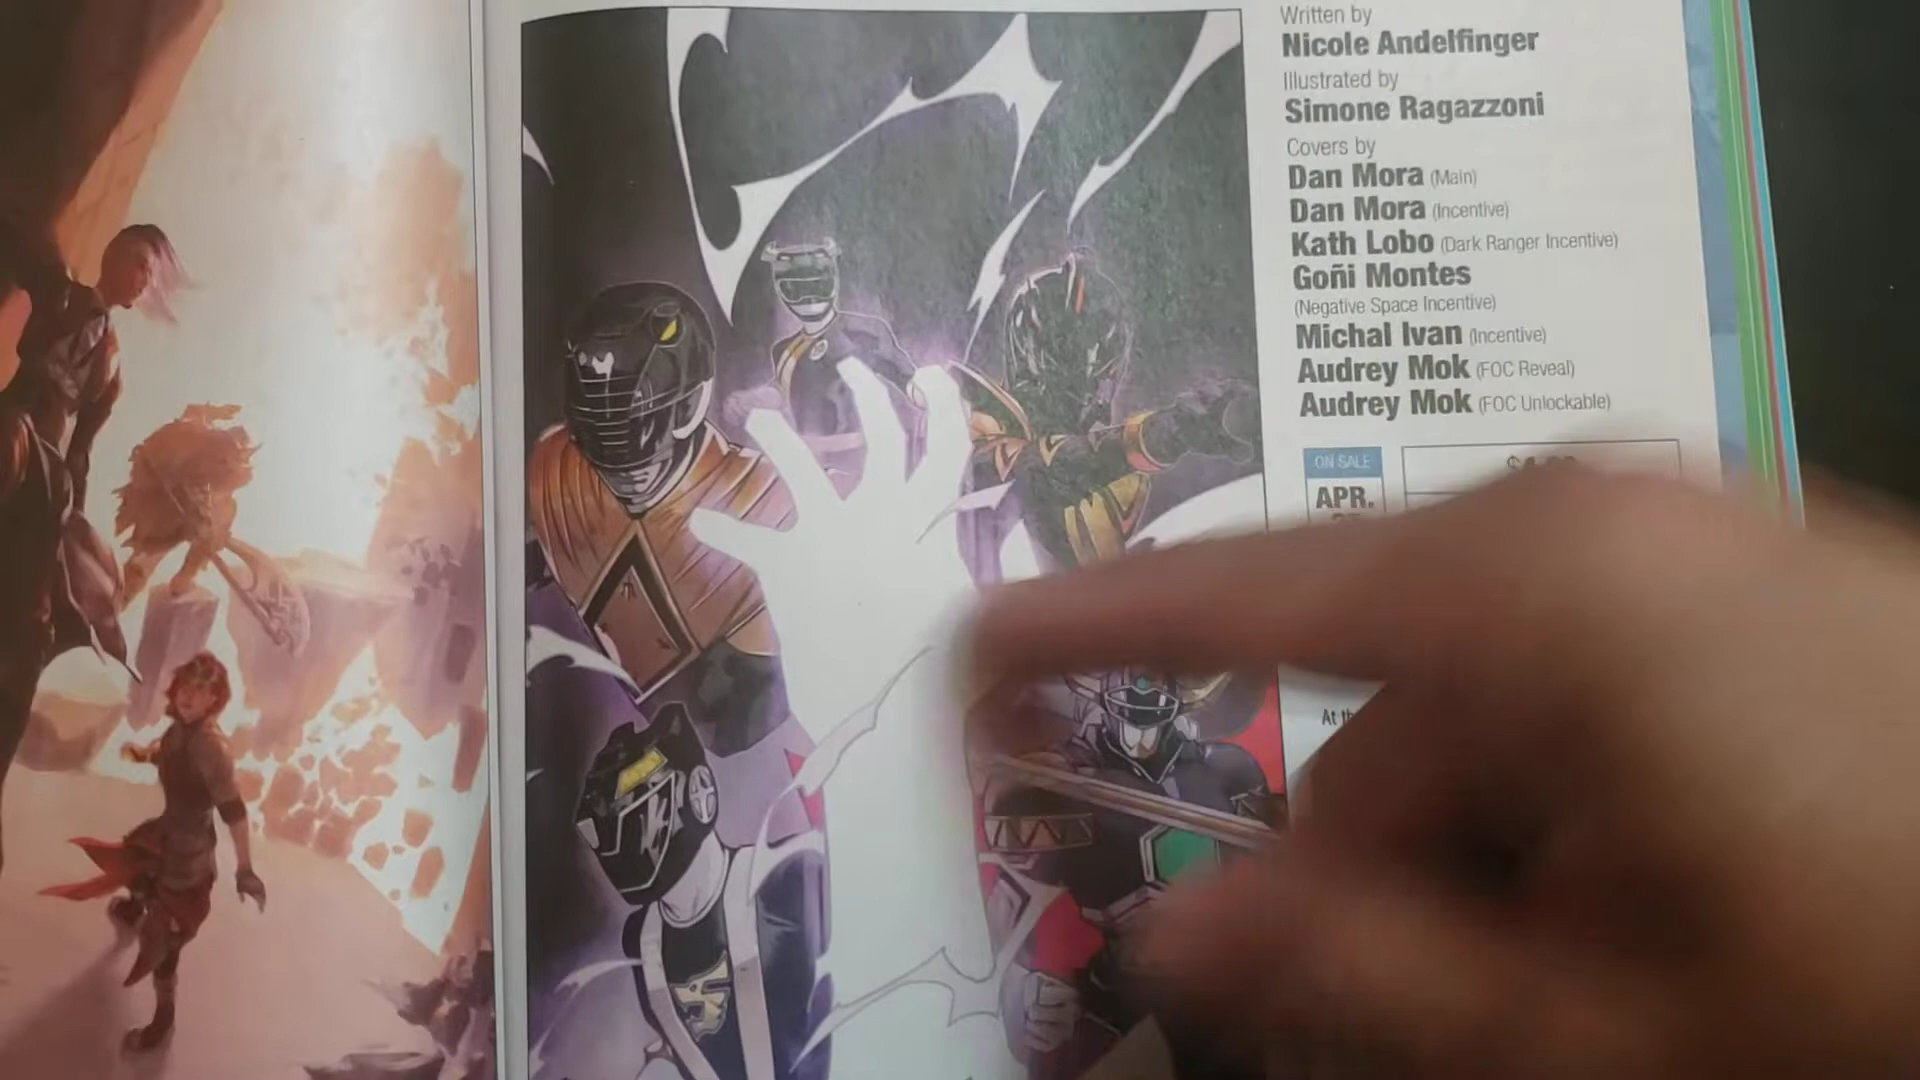 Written by
Nicole Andelfinger
Illustrated by
Simone Ragazzoni
Covers by
Dan Mora (Main)
Dan Mora (Incentive)
Kath Lobo (Dark Ranger Incentive)
Goñi Montes
(Negative Space Incentive)
Michal Ivan (Incentive)
Audrey Mok (FOC Reveal)
Audrey Mok (FOC Unlockable)
ON SALE
APR.
At